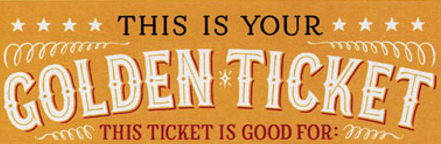 THIS IS YOUR
GOLDEN TICKET
THIS TICKET IS GOOD FOR: